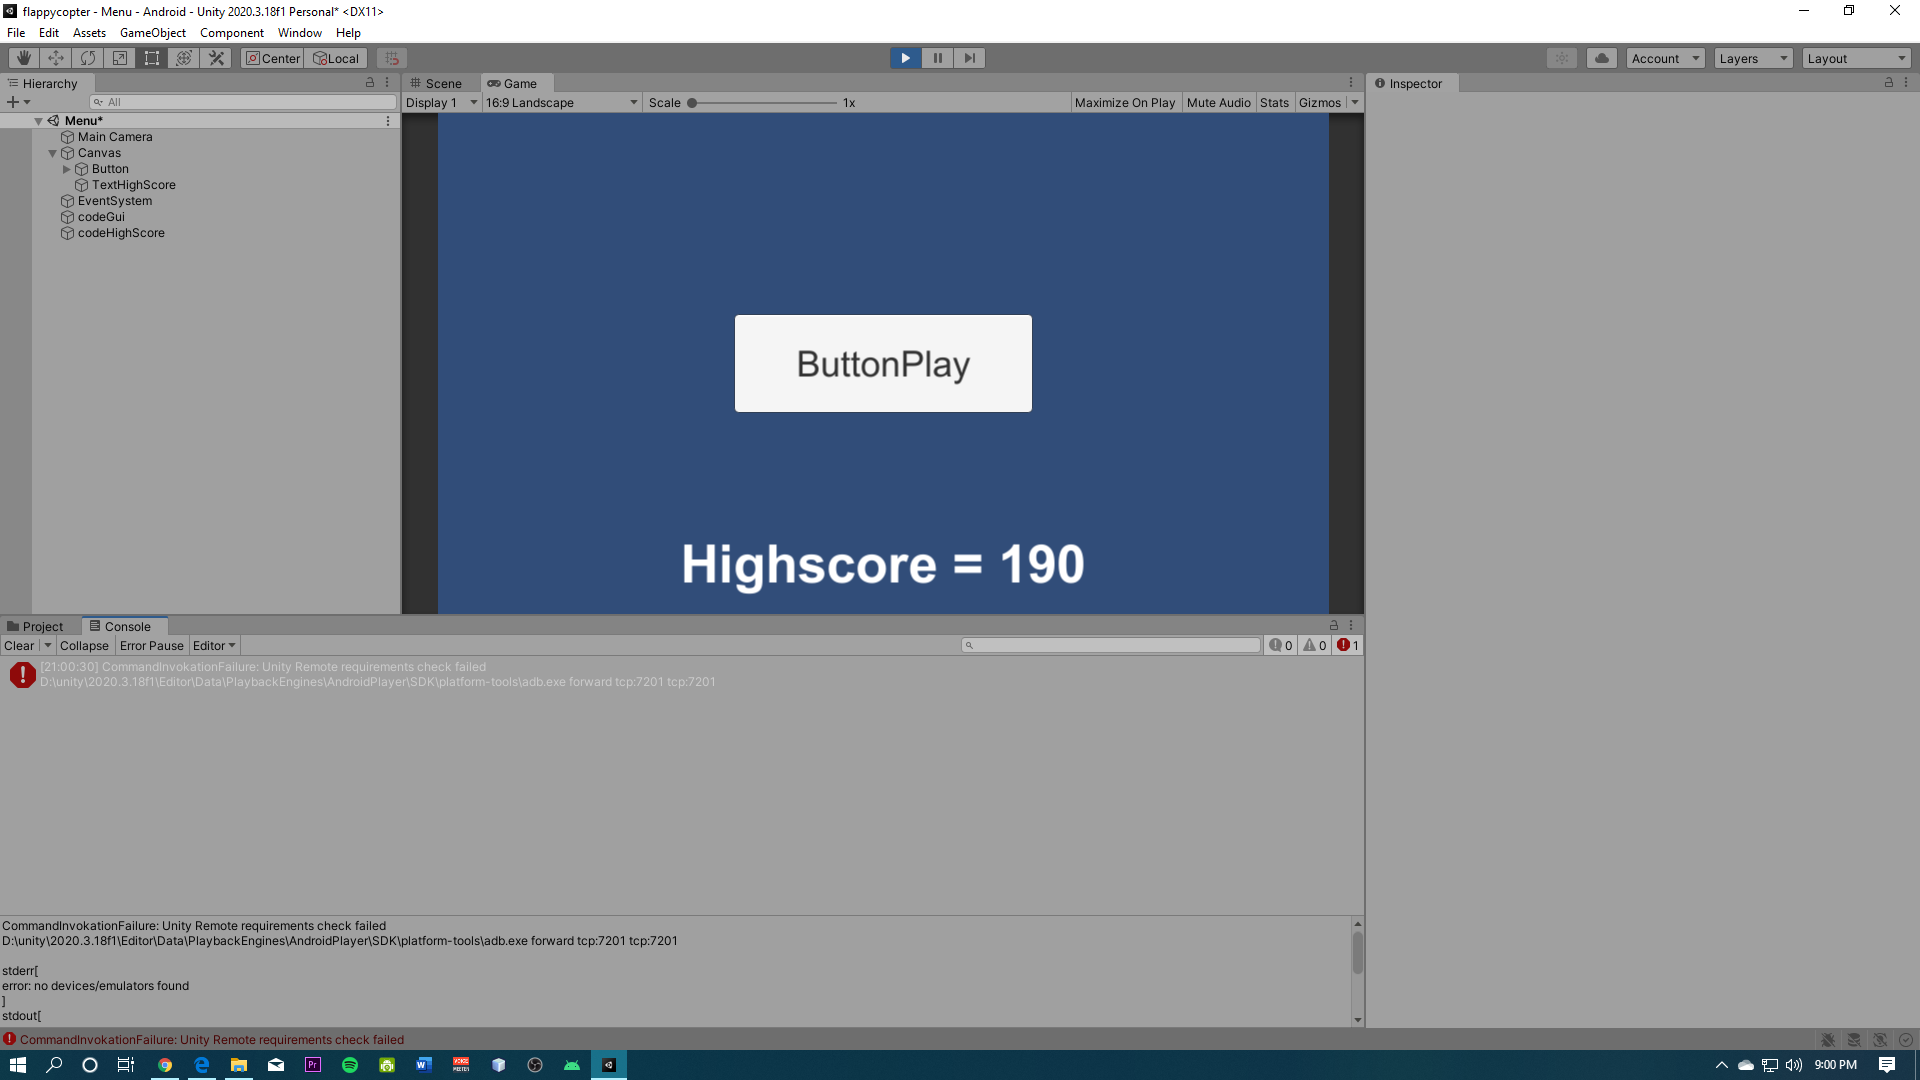 flappycopter - Menu - Android - Unity 2020.3.18f1 Personal* <DX11>
File Edit Assets GameObject Component Window Help
Center Local Account Layers Layout
Hierarchy
All
Menu*
Main Camera
Canvas
Button
TextHighScore
EventSystem
codeGui
codeHighScore
Scene Game
Display 1 16:9 Landscape Scale 1x Maximize On Play Mute Audio Stats Gizmos
ButtonPlay
Highscore = 190
Inspector
Project Console
Clear Collapse Error Pause Editor 0 0 1
[21:00:30] CommandInvokationFailure: Unity Remote requirements check failed
D:\unity\2020.3.18f1\Editor\Data\PlaybackEngines\AndroidPlayer\SDK\platform-tools\adb.exe forward tcp:7201 tcp:7201
CommandInvokationFailure: Unity Remote requirements check failed
D:\unity\2020.3.18f1\Editor\Data\PlaybackEngines\AndroidPlayer\SDK\platform-tools\adb.exe forward tcp:7201 tcp:7201
stderr[
error: no devices/emulators found
]
stdout[
CommandInvokationFailure: Unity Remote requirements check failed
Pr
W
9:00 PM